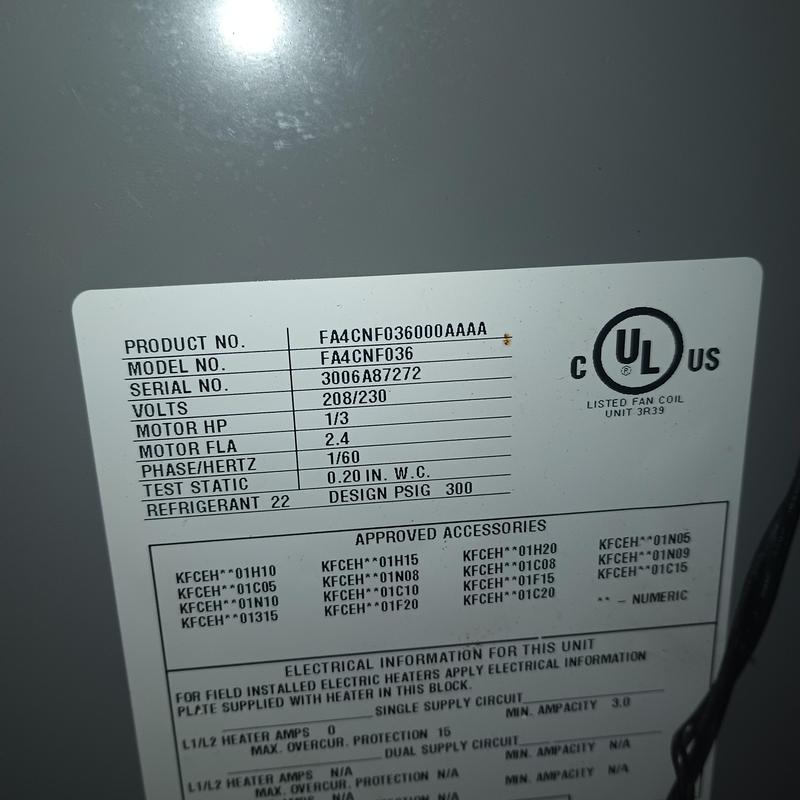 PRODUCT NO. FA4CNF036000AAAA
MODEL NO. FA4CNF036
SERIAL NO. 3006A87272
VOLTS 208/230
MOTOR HP 1/3
MOTOR FLA 2.4
PHASE/HERTZ 1/60
TEST STATIC 0.20 IN. W.C.
REFRIGERANT 22 DESIGN PSIG 300
C UL ® US
LISTED FAN COIL
UNIT 3R39
APPROVED ACCESSORIES
KFCEH**01H10 KFCEH**01H15 KFCEH**01H20 KFCEH**01N05
KFCEH**01C05 KFCEH**01N08 KFCEH**01C08 KFCEH**01N09
KFCEH**01N10 KFCEH**01C10 KFCEH**01F15 KFCEH**01C15
KFCEH**01315 KFCEH**01F20 KFCEH**01C20 ** - NUMERIC
ELECTRICAL INFORMATION FOR THIS UNIT
FOR FIELD INSTALLED ELECTRIC HEATERS APPLY ELECTRICAL INFORMATION
PLATE SUPPLIED WITH HEATER IN THIS BLOCK.
SINGLE SUPPLY CIRCUIT
L1/L2 HEATER AMPS 0 MIN. AMPACITY 3.0
MAX. OVERCUR. PROTECTION 15
DUAL SUPPLY CIRCUIT
L1/L2 HEATER AMPS N/A MIN. AMPACITY N/A
MAX. OVERCUR. PROTECTION N/A
AMPS N/A MIN. AMPACITY N/A